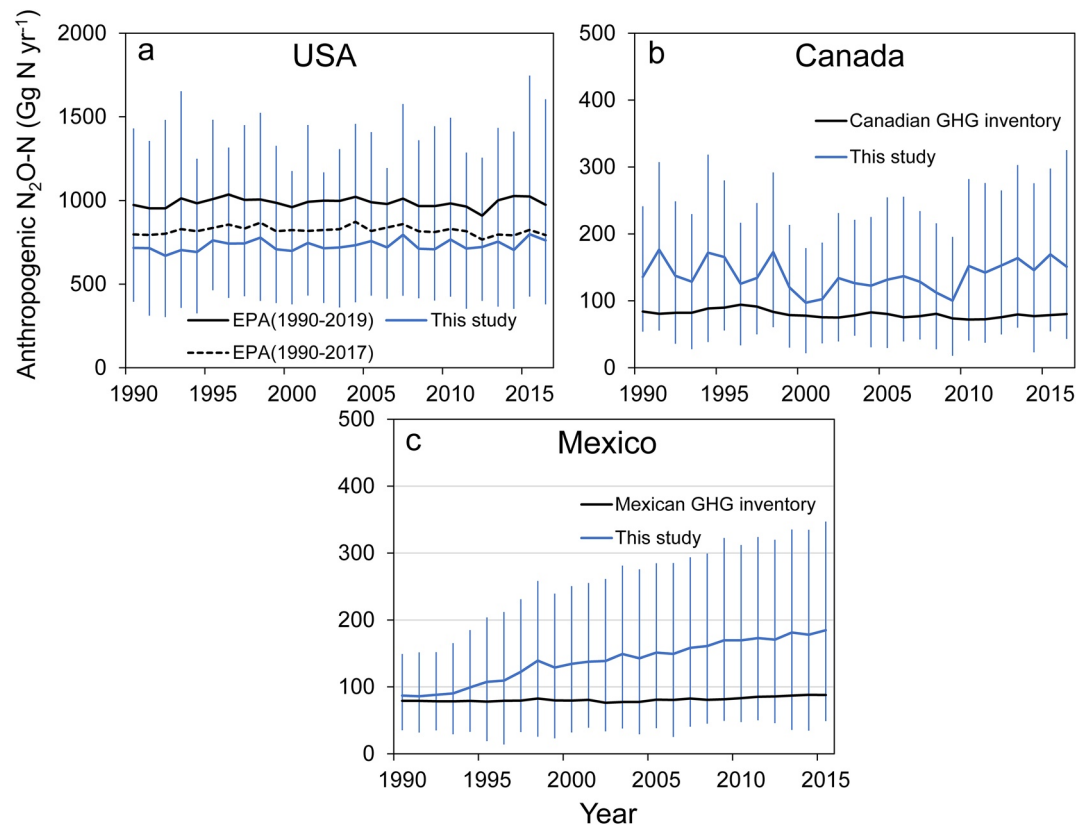 a
USA
Anthropogenic N₂O-N (Gg N yr⁻¹)
2000
1500
1000
500
0
EPA(1990-2019)
This study
EPA(1990-2017)
1990 1995 2000 2005 2010 2015
b
Canada
500
400
300
200
100
0
Canadian GHG inventory
This study
1990 1995 2000 2005 2010 2015
c
Mexico
500
400
300
200
100
0
Mexican GHG inventory
This study
1990 1995 2000 2005 2010 2015
Year